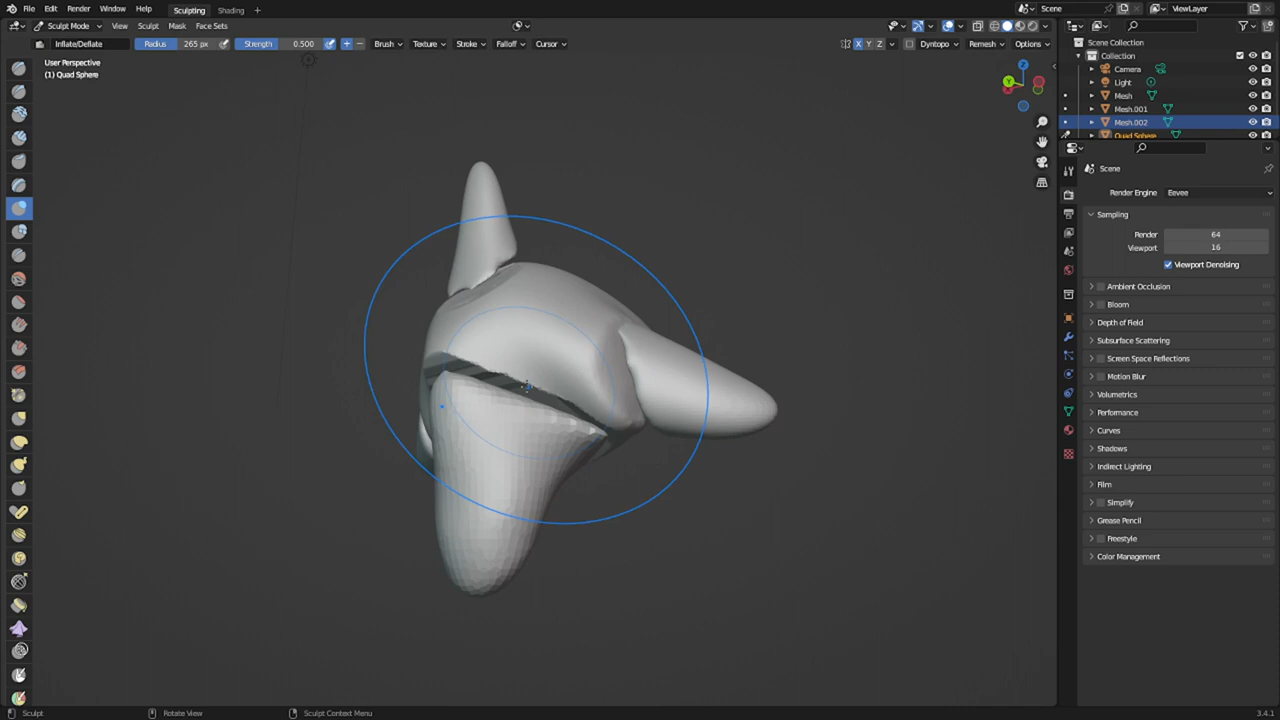 File Edit Render Window Help Sculpting Shading + Scene ViewLayer
Sculpt Mode View Sculpt Mask Face Sets
Inflate/Deflate Radius 265 px Strength 0.500 Brush Texture Stroke Falloff Cursor X Y Z Dyntopo Remesh Options
User Perspective
(1) Quad Sphere
Z
Y
Scene Collection
Collection
Camera
Light
Mesh
Mesh.001
Mesh.002
Quad Sphere
Scene
Render Engine Eevee
Sampling
Render 64
Viewport 16
Viewport Denoising
Ambient Occlusion
Bloom
Depth of Field
Subsurface Scattering
Screen Space Reflections
Motion Blur
Volumetrics
Performance
Curves
Shadows
Indirect Lighting
Film
Simplify
Grease Pencil
Freestyle
Color Management
Sculpt Rotate View Sculpt Context Menu 3.4.1